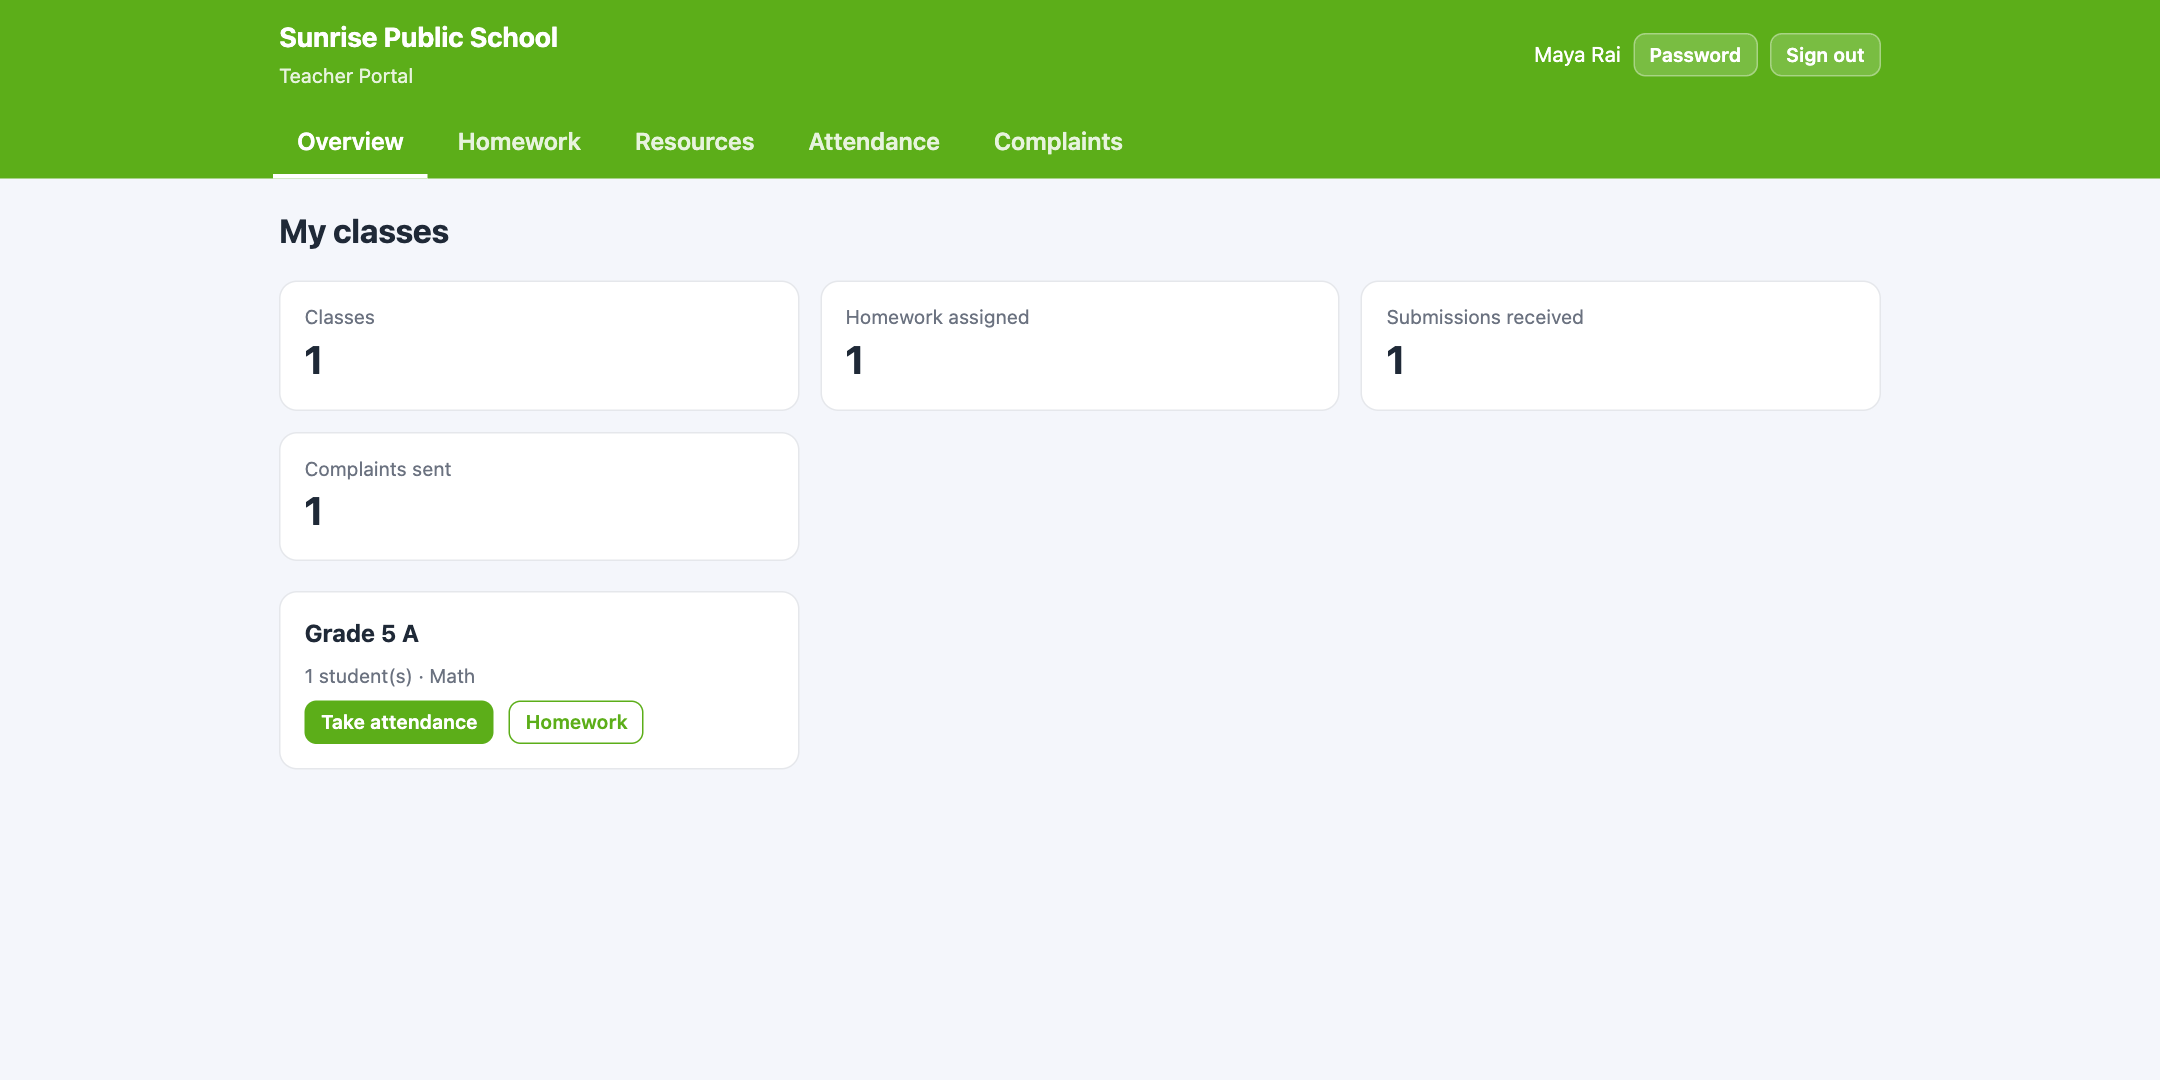 Sunrise Public School
Teacher Portal
Maya Rai
Password
Sign out
Overview
Homework
Resources
Attendance
Complaints
My classes
Classes
1
Homework assigned
1
Submissions received
1
Complaints sent
1
Grade 5 A
1 student(s) · Math
Take attendance
Homework